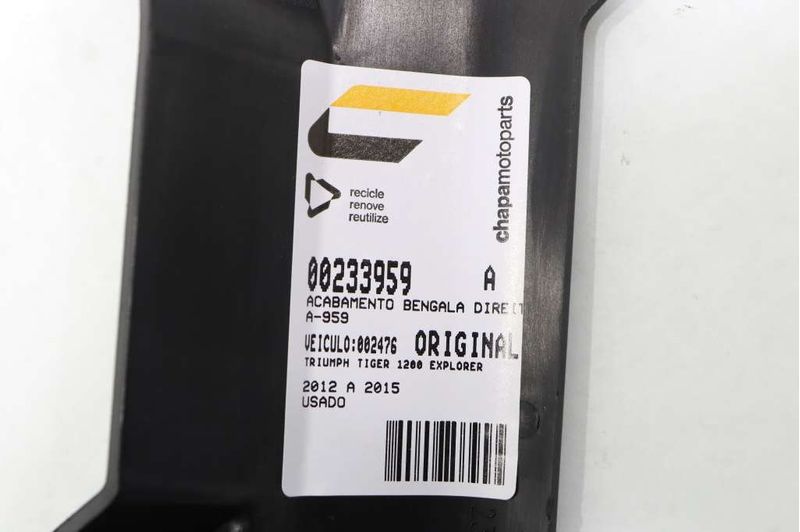 recicle
renove
reutilize
chapamotoparts
00233959 A
ACABAMENTO BENGALA DIREIT
A-959
VEICULO:002476 ORIGINAL
TRIUMPH TIGER 1200 EXPLORER
2012 A 2015
USADO